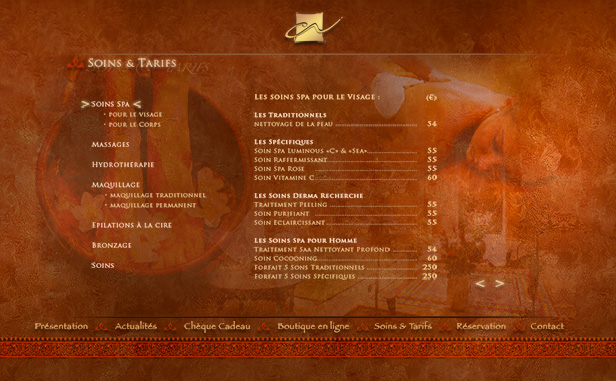 Soins & Tarifs
> Soins Spa <
• pour le visage
• pour le Corps
Massages
Hydrothérapie
Maquillage
• maquillage traditionnel
• maquillage permanent
Epilations à la cire
Bronzage
Soins
Les soins Spa pour le Visage : (€)
Les Traditionnels
nettoyage de la peau 54
Les Spécifiques
Soin Spa Luminous «C» & «Sea» 55
Soin Raffermissant 55
Soin Spa Rose 55
Soin Vitamine C 60
Les Soins Derma Recherche
Traitement Peeling 55
Soin Purifiant 55
Soin Eclaircissant 55
Les Soins Spa pour Homme
Traitement Saa Nettoyant Profond 54
Soin Cocooning 60
Forfait 5 Sons Traditionnels 250
Forfait 5 Soins Spécifiques 250
< >
Présentation Actualités Chèque Cadeau Boutique en ligne Soins & Tarifs Réservation Contact